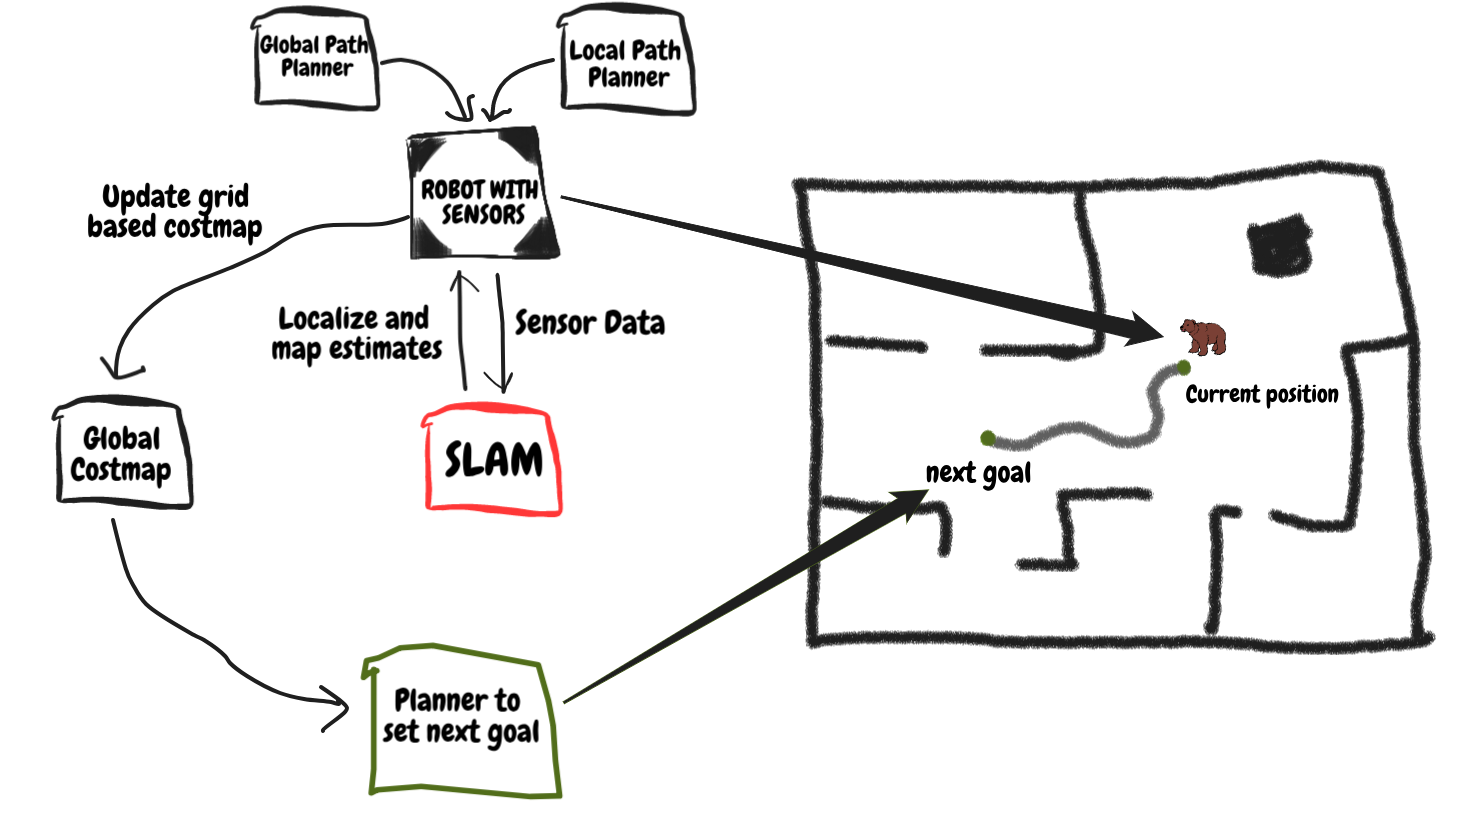 Global Path
Planner
Local Path
Planner
ROBOT WITH
SENSORS
Update grid
based costmap
Localize and
map estimates
Sensor Data
Global
Costmap
SLAM
Planner to
set next goal
Current position
next goal